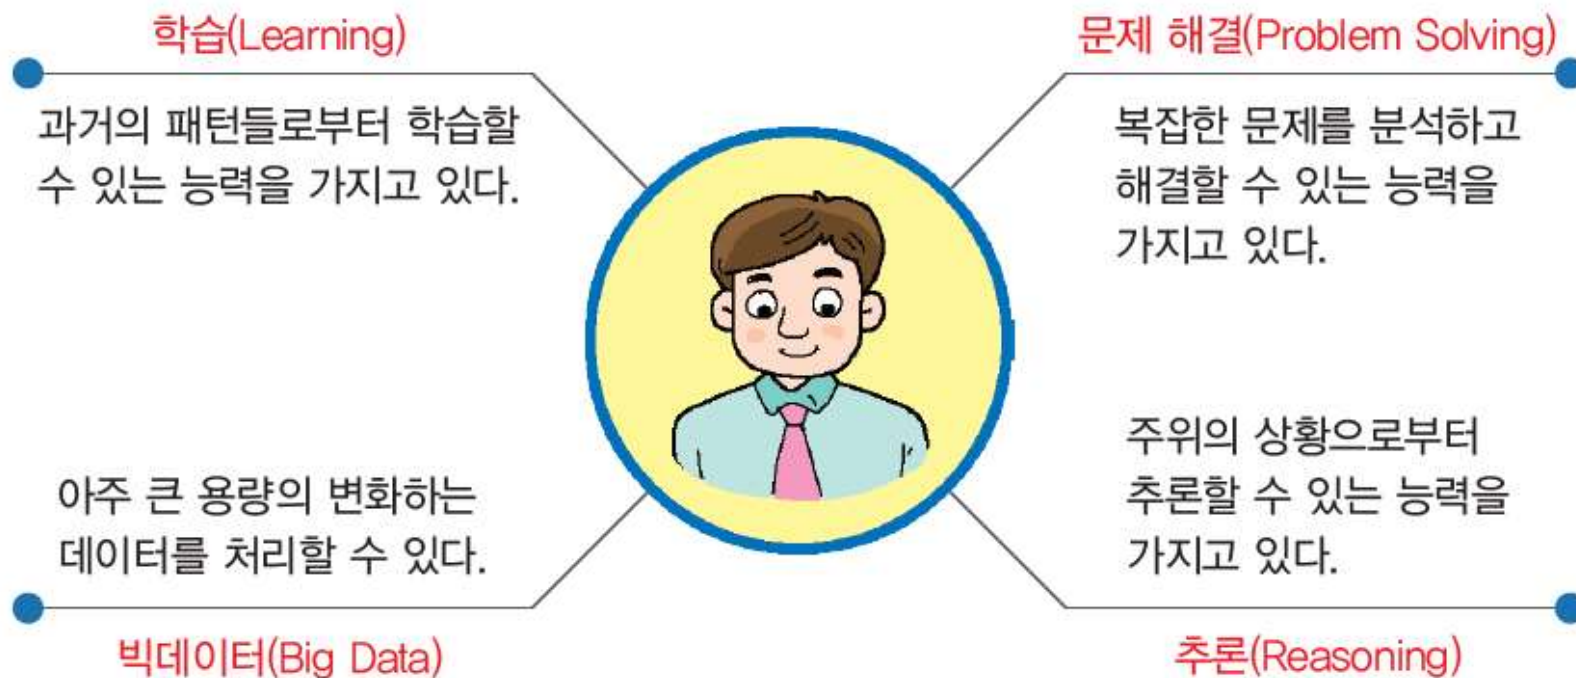 학습(Learning)
과거의 패턴들로부터 학습할
수 있는 능력을 가지고 있다.
문제 해결(Problem Solving)
복잡한 문제를 분석하고
해결할 수 있는 능력을
가지고 있다.
아주 큰 용량의 변화하는
데이터를 처리할 수 있다.
빅데이터(Big Data)
주위의 상황으로부터
추론할 수 있는 능력을
가지고 있다.
추론(Reasoning)